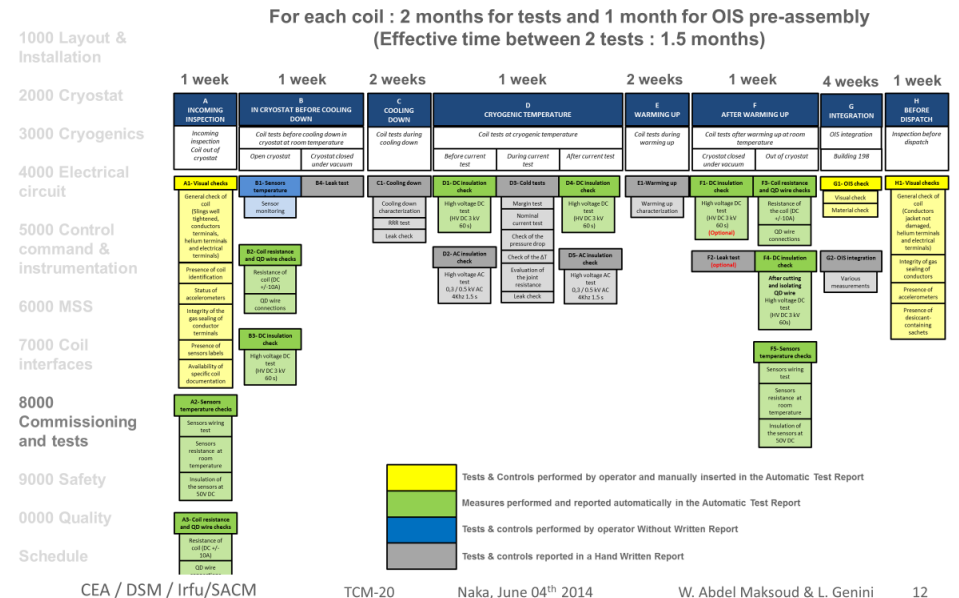 For each coil : 2 months for tests and 1 month for OIS pre-assembly
(Effective time between 2 tests : 1.5 months)
1000 Layout &
Installation
2000 Cryostat
3000 Cryogenics
4000 Electrical
circuit
5000 Control
command &
instrumentation
6000 MSS
7000 Coil
interfaces
8000
Commissioning
and tests
9000 Safety
0000 Quality
Schedule
1 week
1 week
2 weeks
1 week
2 weeks
1 week
4 weeks
1 week
A
INCOMING
INSPECTION
B
IN CRYOSTAT BEFORE COOLING
DOWN
C
COOLING
DOWN
D
CRYOGENIC TEMPERATURE
E
WARMING UP
F
AFTER WARMING UP
G
INTEGRATION
H
BEFORE
DISPATCH
Incoming
inspection
Coil out of
cryostat
Coil tests before cooling down in
cryostat at room temperature
Open cryostat
Cryostat closed
under vacuum
Coil tests during
cooling down
Coil tests at cryogenic temperature
Before current
test
During current
test
After current test
Coil tests during
warming up
Coil tests after warming up at room
temperature
Cryostat closed
under vacuum
Out of cryostat
OIS integration
Building 198
Inspection before
dispatch
A1- Visual checks
General check of
coil
(Slings well
tightened,
conductors
terminals,
helium terminals
and electrical
terminals)
Presence of coil
identification
Status of
accelerometers
Integrity of the
gas sealing of
conductor
terminals
Presence of
sensors labels
Availability of
specific coil
documentation
A2- Sensors
temperature checks
Sensors wiring
test
Sensors
resistance at
room
temperature
Insulation of
the sensors at
50V DC
A3- Coil resistance
and QD wire checks
Resistance of
coil (DC +/-
10A)
QD wire
B1- Sensors
temperature
Sensor
monitoring
B2- Coil resistance
and QD wire checks
Resistance of
coil (DC
+/-10A)
QD wire
connections
B3- DC insulation
check
High voltage DC
test
(HV DC 3 kV
60 s)
B4- Leak test
C1- Cooling down
Cooling down
characterization
RRR test
Leak check
D1- DC insulation
check
High voltage DC
test
(HV DC 3 kV
60 s)
D2- AC insulation
check
High voltage AC
0,3 / 0.5 kV AC
4Khz 1.5 s
D3- Cold tests
Margin test
Nominal
current test
Check of the
pressure drop
Check of the ΔT
Evaluation of
the joint
resistance
Leak check
D4- DC insulation
check
High voltage DC
test
(HV DC 3 kV
60 s)
D5- AC insulation
check
High voltage AC
0,3 / 0.5 kV AC
4Khz 1.5 s
E1-Warming up
Warming up
characterization
F1- DC insulation
check
High voltage DC
test
(HV DC 3 kV
60 s)
(Optional)
F2- Leak test
(optional)
F3- Coil resistance
and QD wire checks
Resistance of
the coil (DC
+/-10A)
QD wire
connections
F4- DC insulation
check
After cutting
and isolating
QD wire
High voltage DC
test
(HV DC 3 kV
60s)
F5- Sensors
temperature checks
Sensors wiring
test
Sensors
resistance at
room
temperature
Insulation of
the sensors at
50V DC
G1- OIS check
Visual check
Material check
G2- OIS integration
Various
measurements
H1- Visual checks
General check of
coil
(Conductors
jacket not
damaged,
helium terminals
and electrical
terminals)
Integrity of gas
sealing of
conductors
Presence of
accelerometers
Presence of
desiccant-
containing
sachets
Tests & Controls performed by operator and manually inserted in the Automatic Test Report
Measures performed and reported automatically in the Automatic Test Report
Tests & controls performed by operator Without Written Report
Tests & controls reported in a Hand Written Report
CEA / DSM / Irfu/SACM
TCM-20
Naka, June 04th 2014
W. Abdel Maksoud & L. Genini
12